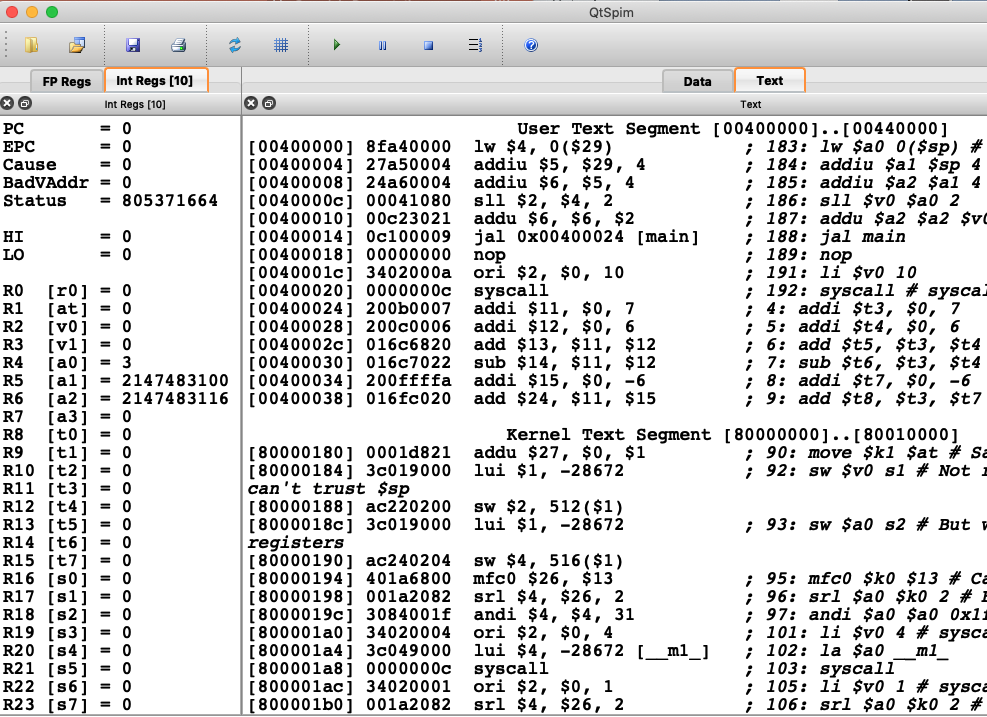 QtSpim
FP Regs Int Regs [10] Data Text
Int Regs [10] Text
PC = 0
EPC = 0
Cause = 0
BadVAddr = 0
Status = 805371664
HI = 0
LO = 0
R0 [r0] = 0
R1 [at] = 0
R2 [v0] = 0
R3 [v1] = 0
R4 [a0] = 3
R5 [a1] = 2147483100
R6 [a2] = 2147483116
R7 [a3] = 0
R8 [t0] = 0
R9 [t1] = 0
R10 [t2] = 0
R11 [t3] = 0
R12 [t4] = 0
R13 [t5] = 0
R14 [t6] = 0
R15 [t7] = 0
R16 [s0] = 0
R17 [s1] = 0
R18 [s2] = 0
R19 [s3] = 0
R20 [s4] = 0
R21 [s5] = 0
R22 [s6] = 0
R23 [s7] = 0
User Text Segment [00400000]..[00440000]
[00400000] 8fa40000 lw $4, 0($29) ; 183: lw $a0 0($sp) #
[00400004] 27a50004 addiu $5, $29, 4 ; 184: addiu $a1 $sp 4
[00400008] 24a60004 addiu $6, $5, 4 ; 185: addiu $a2 $a1 4
[0040000c] 00041080 sll $2, $4, 2 ; 186: sll $v0 $a0 2
[00400010] 00c23021 addu $6, $6, $2 ; 187: addu $a2 $a2 $v0
[00400014] 0c100009 jal 0x00400024 [main] ; 188: jal main
[00400018] 00000000 nop ; 189: nop
[0040001c] 3402000a ori $2, $0, 10 ; 191: li $v0 10
[00400020] 0000000c syscall ; 192: syscall # syscal
[00400024] 200b0007 addi $11, $0, 7 ; 4: addi $t3, $0, 7
[00400028] 200c0006 addi $12, $0, 6 ; 5: addi $t4, $0, 6
[0040002c] 016c6820 add $13, $11, $12 ; 6: add $t5, $t3, $t4
[00400030] 016c7022 sub $14, $11, $12 ; 7: sub $t6, $t3, $t4
[00400034] 200ffffa addi $15, $0, -6 ; 8: addi $t7, $0, -6
[00400038] 016fc020 add $24, $11, $15 ; 9: add $t8, $t3, $t7
Kernel Text Segment [80000000]..[80010000]
[80000180] 0001d821 addu $27, $0, $1 ; 90: move $k1 $at # Sa
[80000184] 3c019000 lui $1, -28672 ; 92: sw $v0 s1 # Not r
can't trust $sp
[80000188] ac220200 sw $2, 512($1)
[8000018c] 3c019000 lui $1, -28672 ; 93: sw $a0 s2 # But w
registers
[80000190] ac240204 sw $4, 516($1)
[80000194] 401a6800 mfc0 $26, $13 ; 95: mfc0 $k0 $13 # Ca
[80000198] 001a2082 srl $4, $26, 2 ; 96: srl $a0 $k0 2 #
[8000019c] 3084001f andi $4, $4, 31 ; 97: andi $a0 $a0 0x1f
[800001a0] 34020004 ori $2, $0, 4 ; 101: li $v0 4 # sysca
[800001a4] 3c049000 lui $4, -28672 [__m1_] ; 102: la $a0 __m1_
[800001a8] 0000000c syscall ; 103: syscall
[800001ac] 34020001 ori $2, $0, 1 ; 105: li $v0 1 # sysca
[800001b0] 001a2082 srl $4, $26, 2 ; 106: srl $a0 $k0 2 #